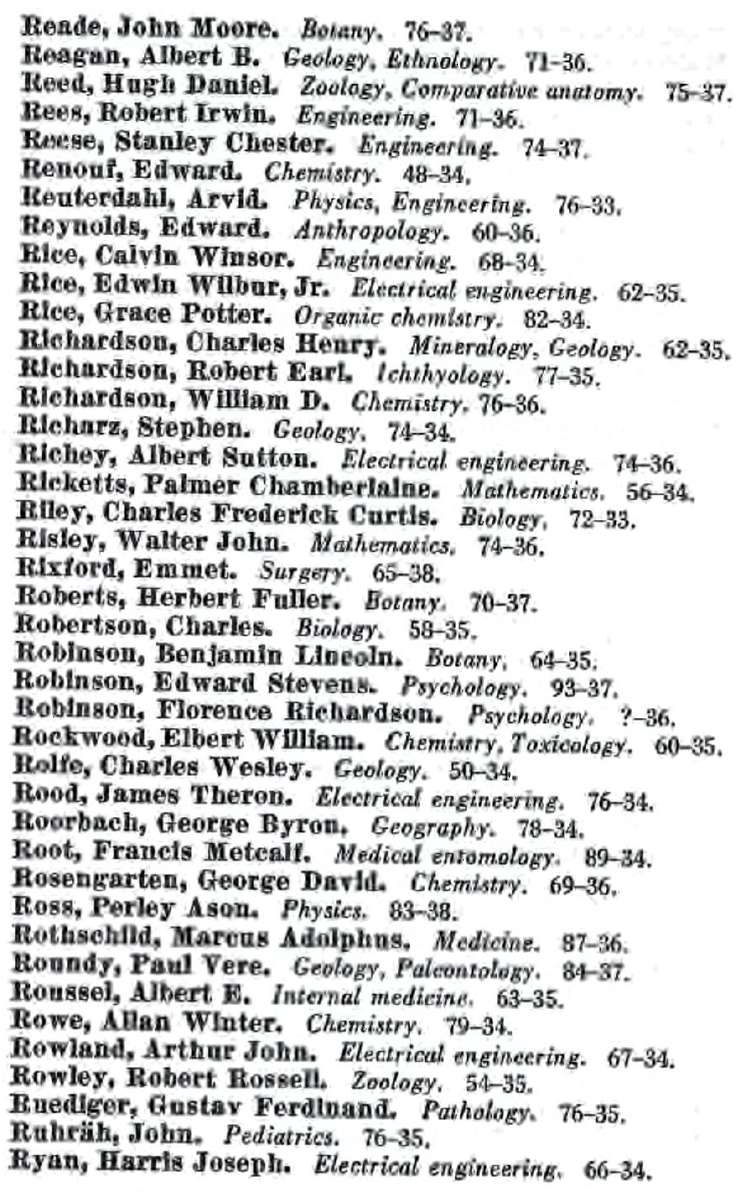 Reade, John Moore. Botany. 76–37.
Reagan, Albert B. Geology, Ethnology. 71–36.
Reed, Hugh Daniel. Zoology, Comparative anatomy. 75–37.
Rees, Robert Irwin. Engineering. 71–36.
Reese, Stanley Chester. Engineering. 74–37.
Renouf, Edward. Chemistry. 48–34.
Reuterdahl, Arvid. Physics, Engineering. 76–33.
Reynolds, Edward. Anthropology. 60–36.
Rice, Calvin Winsor. Engineering. 68–34.
Rice, Edwin Wilbur, Jr. Electrical engineering. 62–35.
Rice, Grace Potter. Organic chemistry. 82–34.
Richardson, Charles Henry. Mineralogy, Geology. 62–35.
Richardson, Robert Earl. Ichthyology. 77–35.
Richardson, William D. Chemistry. 76–36.
Richarz, Stephen. Geology. 74–34.
Richey, Albert Sutton. Electrical engineering. 74–36.
Ricketts, Palmer Chamberlaine. Mathematics. 56–34.
Riley, Charles Frederick Curtis. Biology. 72–33.
Risley, Walter John. Mathematics. 74–36.
Rixford, Emmet. Surgery. 65–38.
Roberts, Herbert Fuller. Botany. 70–37.
Robertson, Charles. Biology. 58–35.
Robinson, Benjamin Lincoln. Botany. 64–35.
Robinson, Edward Stevens. Psychology. 93–37.
Robinson, Florence Richardson. Psychology. ?–36.
Rockwood, Elbert William. Chemistry, Toxicology. 60–35.
Rolfe, Charles Wesley. Geology. 50–34.
Rood, James Theron. Electrical engineering. 76–34.
Roorbach, George Byron. Geography. 78–34.
Root, Francis Metcalf. Medical entomology. 89–34.
Rosengarten, George David. Chemistry. 69–36.
Ross, Perley Ason. Physics. 83–38.
Rothschild, Marcus Adolphus. Medicine. 87–36.
Roundy, Paul Vere. Geology, Paleontology. 84–37.
Roussel, Albert E. Internal medicine. 63–35.
Rowe, Allan Winter. Chemistry. 79–34.
Rowland, Arthur John. Electrical engineering. 67–34.
Rowley, Robert Rossell. Zoology. 54–35.
Ruediger, Gustav Ferdinand. Pathology. 76–35.
Ruhräh, John. Pediatrics. 76–35.
Ryan, Harris Joseph. Electrical engineering. 66–34.